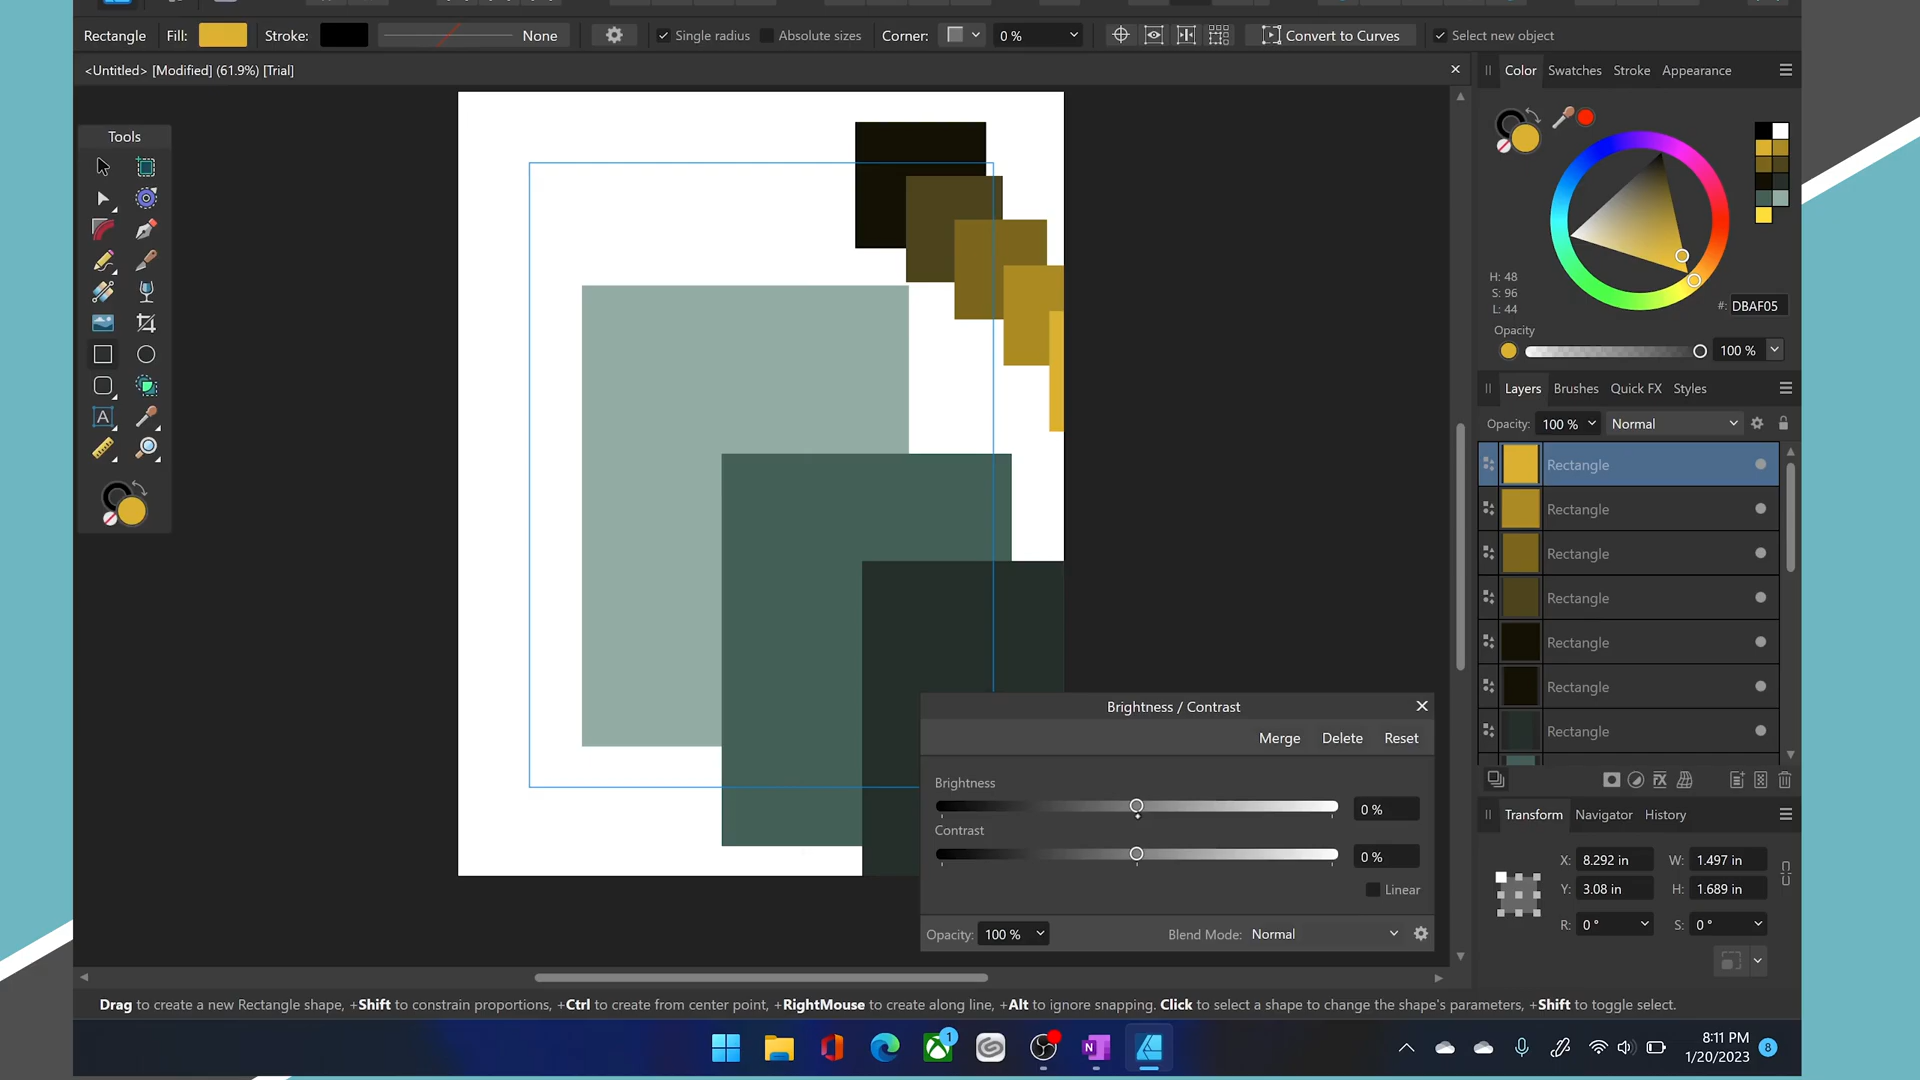 Rectangle Fill: Stroke: None Single radius Absolute sizes Corner: 0 % Convert to Curves Select new object
<Untitled> [Modified] (61.9%) [Trial]
Color Swatches Stroke Appearance
Tools
H: 48
S: 96
L: 44
#: DBAF05
Opacity
100 %
Layers Brushes Quick FX Styles
Opacity: 100 % Normal
Rectangle
Rectangle
Rectangle
Rectangle
Rectangle
Rectangle
Rectangle
Brightness / Contrast
Merge Delete Reset
Brightness
0 %
Contrast
0 %
Linear
Opacity: 100 % Blend Mode: Normal
Transform Navigator History
X: 8.292 in W: 1.497 in
Y: 3.08 in H: 1.689 in
R: 0 ° S: 0 °
Drag to create a new Rectangle shape, +Shift to constrain proportions, +Ctrl to create from center point, +RightMouse to create along line, +Alt to ignore snapping. Click to select a shape to change the shape's parameters, +Shift to toggle select.
1
N
8:11 PM
1/20/2023
8